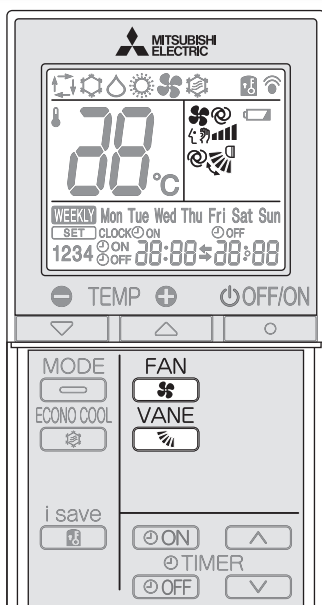 MITSUBISHI
ELECTRIC
88 °C
WEEKLY Mon Tue Wed Thu Fri Sat Sun
SET CLOCK ON OFF
1234 ON 88:88 88:88
OFF
TEMP OFF/ON
MODE FAN
ECONO COOL VANE
i save
ON
TIMER
OFF